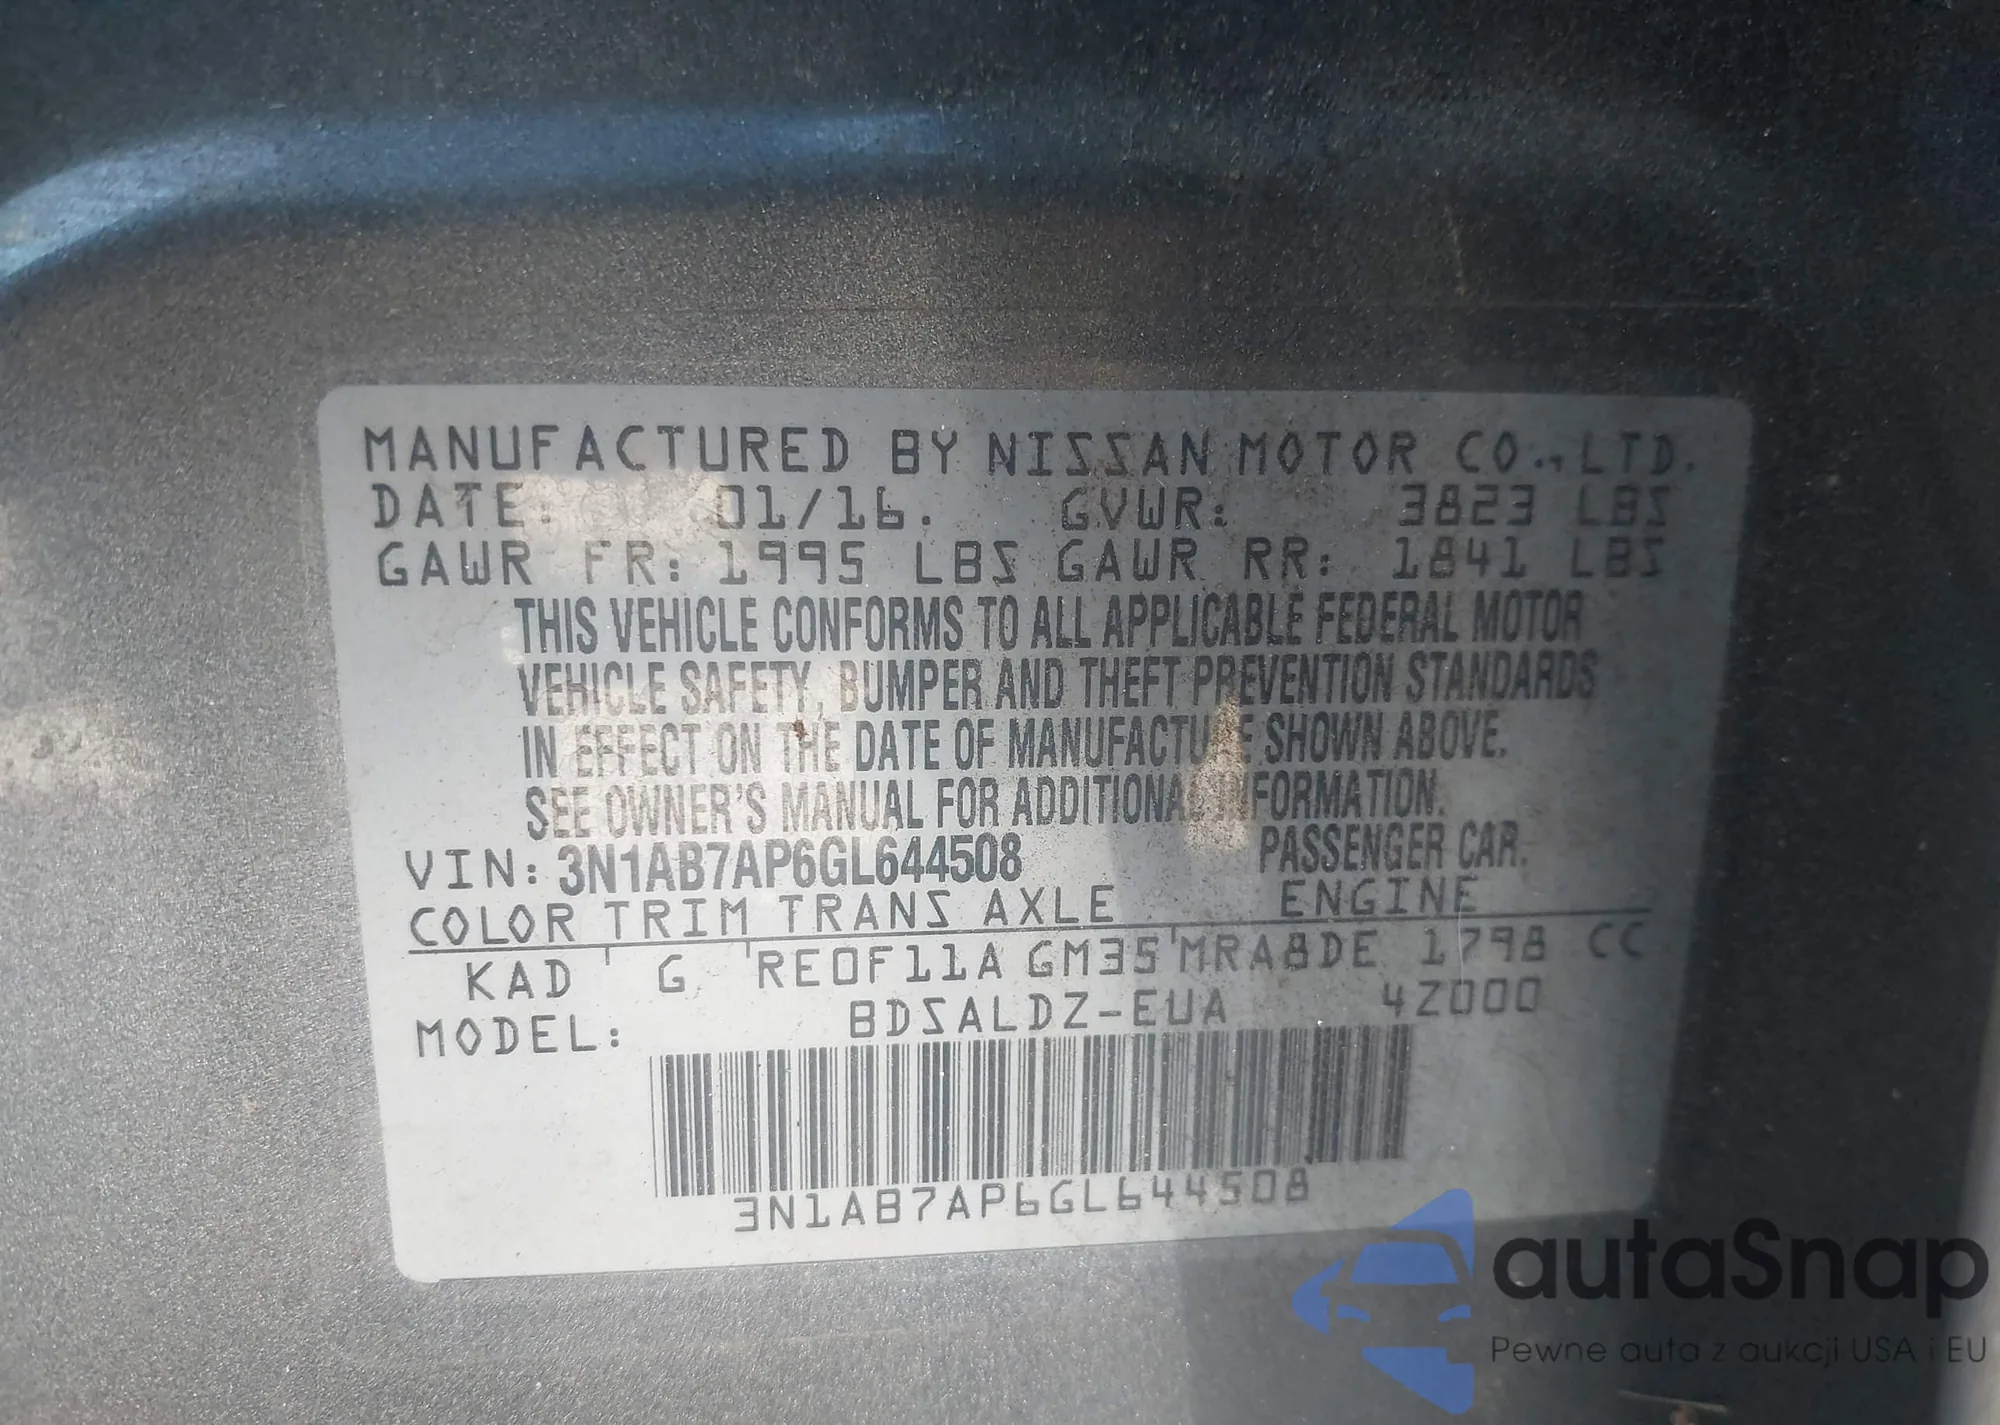 MANUFACTURED BY NISSAN MOTOR CO., LTD.
DATE: 01/16. GVWR: 3823 LBS
GAWR FR: 1995 LBS GAWR RR: 1841 LBS
THIS VEHICLE CONFORMS TO ALL APPLICABLE FEDERAL MOTOR
VEHICLE SAFETY, BUMPER AND THEFT PREVENTION STANDARDS
IN EFFECT ON THE DATE OF MANUFACTURE SHOWN ABOVE.
SEE OWNER'S MANUAL FOR ADDITIONAL INFORMATION.
VIN: 3N1AB7AP6GL644508 PASSENGER CAR.
COLOR TRIM TRANS AXLE ENGINE
KAD G RE0F11A GM35 MRA8DE 1798 CC
MODEL: BDSALDZ-EUA 4Z000
3N1AB7AP6GL644508
autaSnap
Pewne auta z aukcji USA i EU